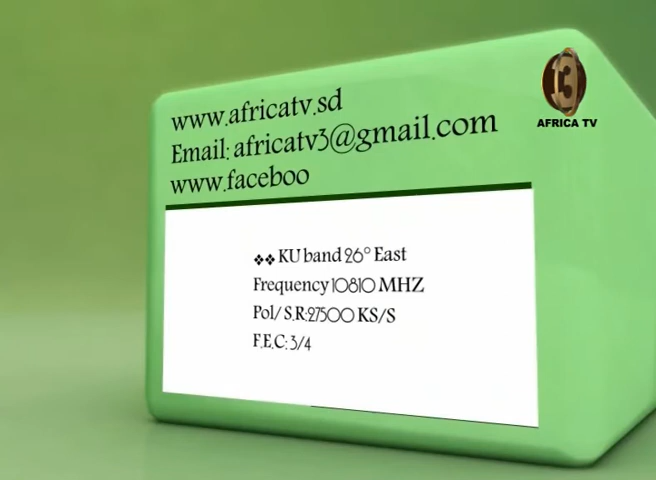 www.africatv.sd
Email: africatv3@gmail.com
www.faceboo
KU band 26° East
Frequency 10810 MHZ
Pol/ S.R:27500 KS/S
F.E.C: 3/4
13
AFRICA TV